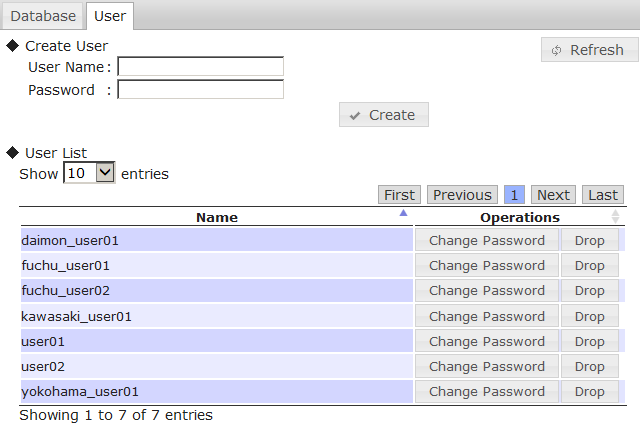 Database User
Create User
Refresh
User Name :
Password :
Create
User List
Show 10 entries
First Previous 1 Next Last
Name Operations
daimon_user01 Change Password Drop
fuchu_user01 Change Password Drop
fuchu_user02 Change Password Drop
kawasaki_user01 Change Password Drop
user01 Change Password Drop
user02 Change Password Drop
yokohama_user01 Change Password Drop
Showing 1 to 7 of 7 entries